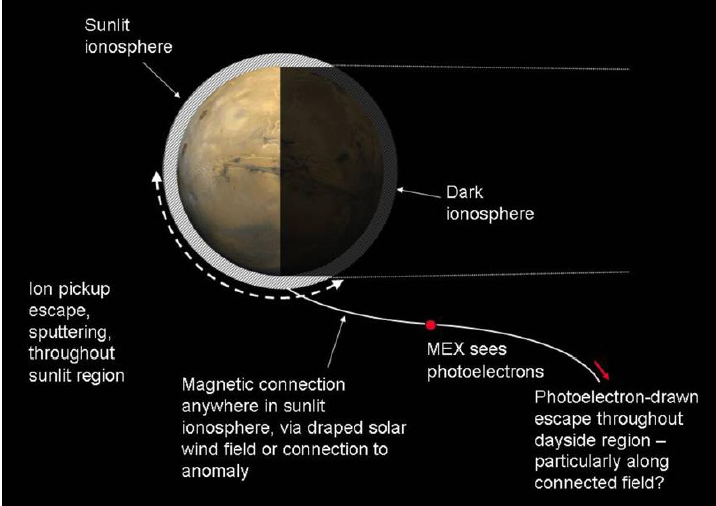 Sunlit
ionosphere
Dark
ionosphere
Ion pickup
escape,
sputtering,
throughout
sunlit region
MEX sees
photoelectrons
Magnetic connection
anywhere in sunlit
ionosphere, via draped solar
wind field or connection to
anomaly
Photoelectron-drawn
escape throughout
dayside region –
particularly along
connected field?